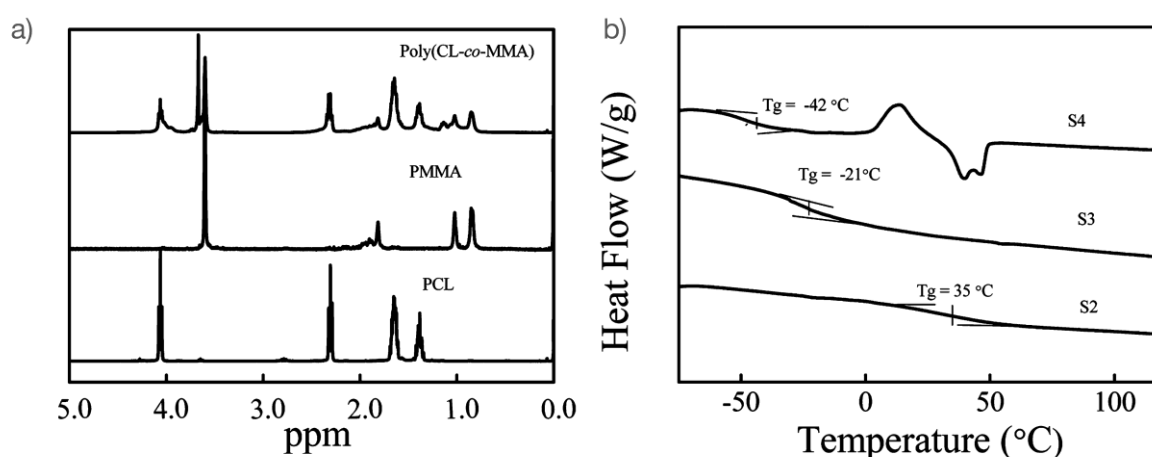 a)
Poly(CL-co-MMA)
PMMA
PCL
5.0 4.0 3.0 2.0 1.0 0.0
ppm
b)
Heat Flow (W/g)
Tg = -42 °C
S4
Tg = -21°C
S3
Tg = 35 °C
S2
-50 0 50 100
Temperature (°C)